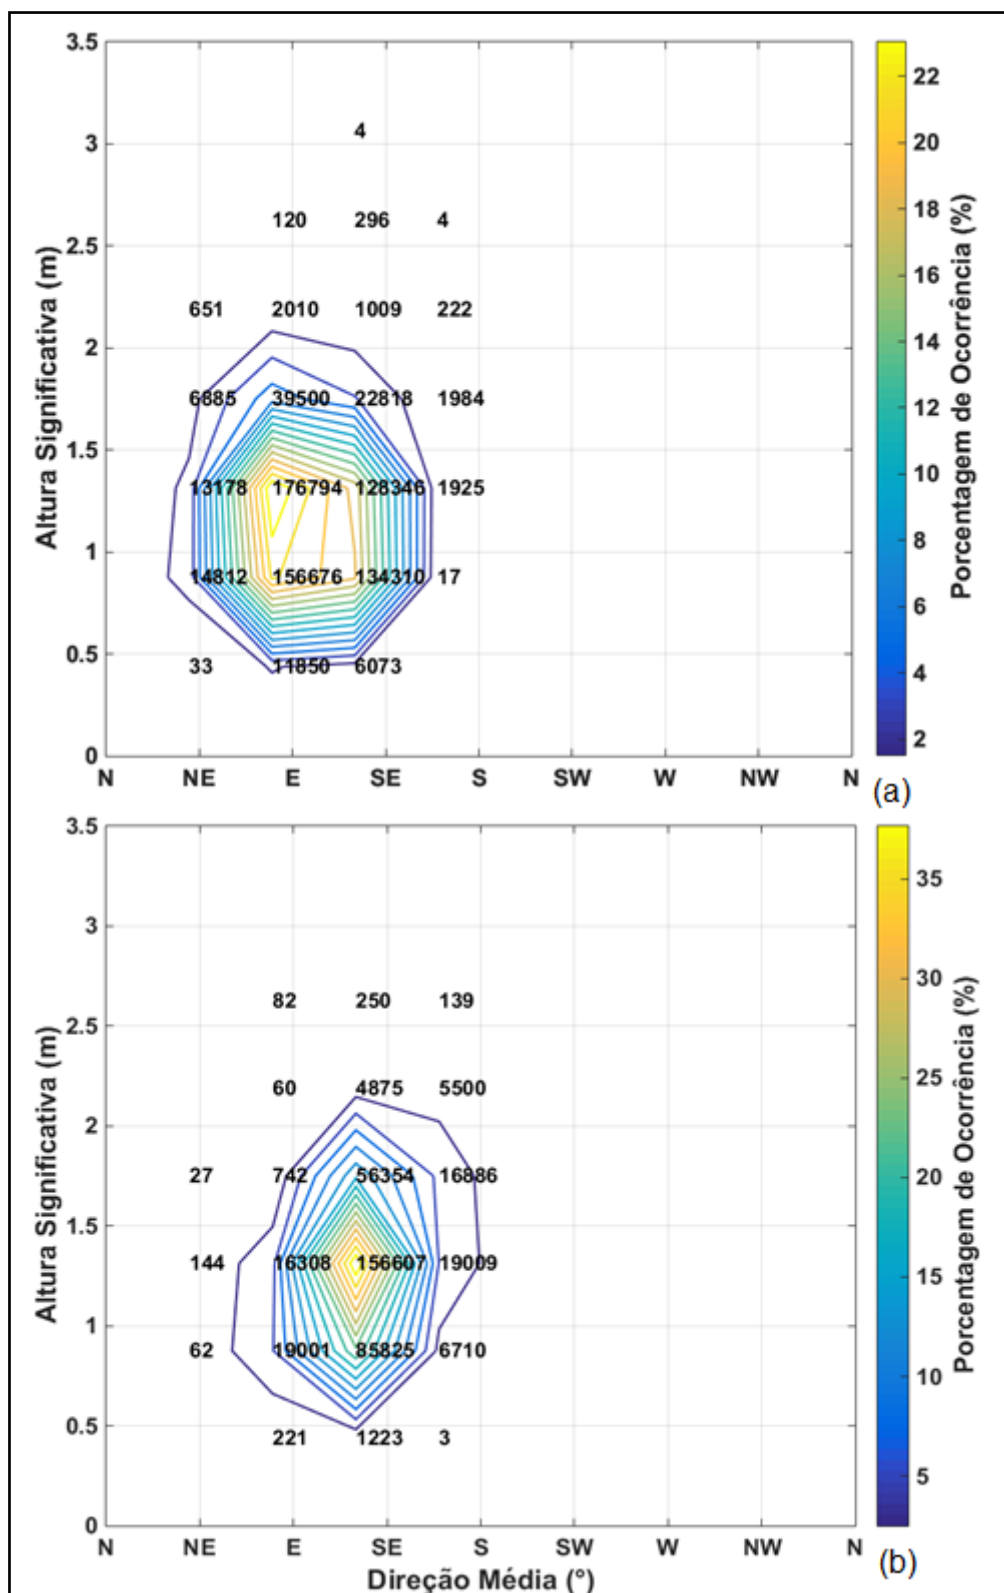 3.5
3
2.5
2
1.5
1
0.5
0
Altura Significativa (m)
4
120 296 4
651 2010 1009 222
6885 39500 22818 1984
13178 176794 128346 1925
14812 156676 134310 17
33 11850 6073
N NE E SE S SW W NW N
22
20
18
16
14
12
10
8
6
4
2
Porcentagem de Ocorrência (%)
(a)
3.5
3
2.5
2
1.5
1
0.5
0
Altura Significativa (m)
82 250 139
60 4875 5500
27 742 56354 16886
144 16308 156607 19009
62 19001 85825 6710
221 1223 3
N NE E SE S SW W NW N
Direção Média (°)
35
30
25
20
15
10
5
Porcentagem de Ocorrência (%)
(b)